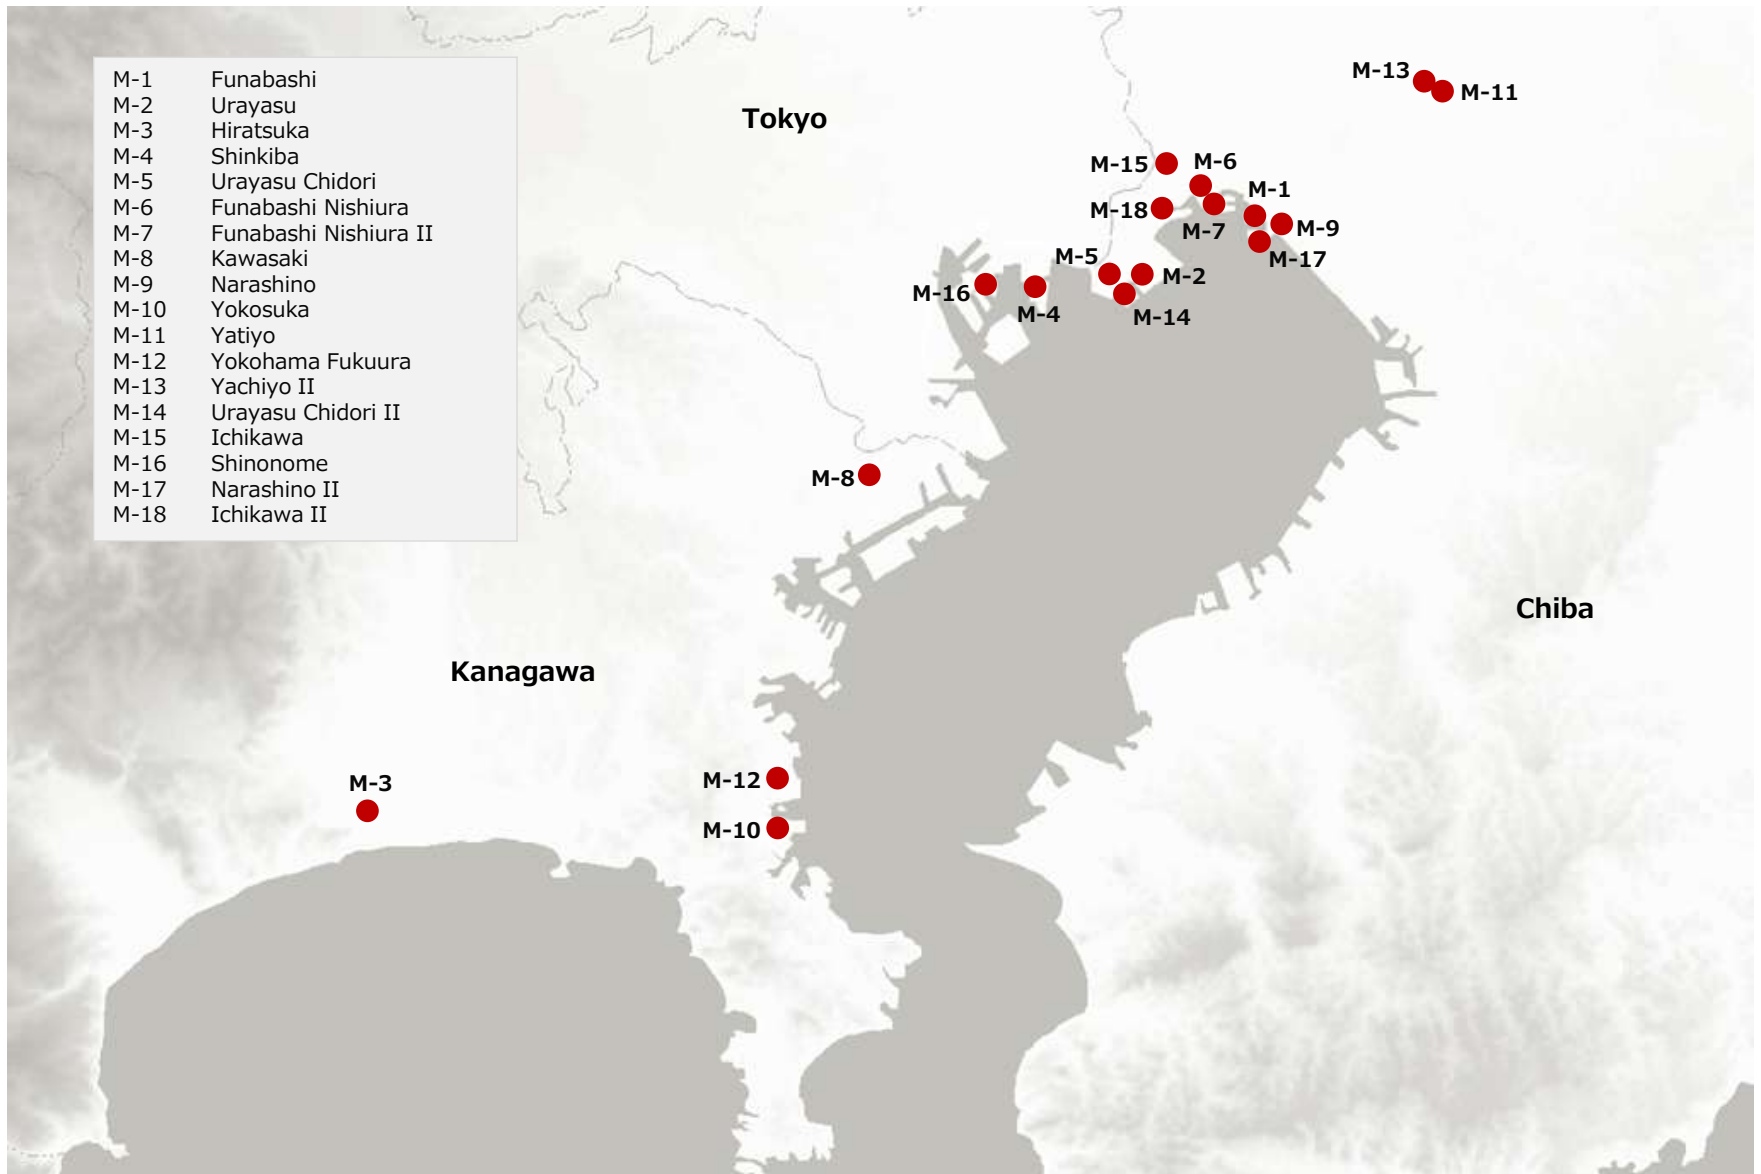 M-1 Funabashi
M-2 Urayasu
M-3 Hiratsuka
M-4 Shinkiba
M-5 Urayasu Chidori
M-6 Funabashi Nishiura
M-7 Funabashi Nishiura II
M-8 Kawasaki
M-9 Narashino
M-10 Yokosuka
M-11 Yatiyo
M-12 Yokohama Fukuura
M-13 Yachiyo II
M-14 Urayasu Chidori II
M-15 Ichikawa
M-16 Shinonome
M-17 Narashino II
M-18 Ichikawa II
M-13
M-11
Tokyo
M-15
M-6
M-1
M-18
M-7
M-9
M-17
M-5
M-2
M-16
M-4
M-14
M-8
Chiba
Kanagawa
M-12
M-3
M-10